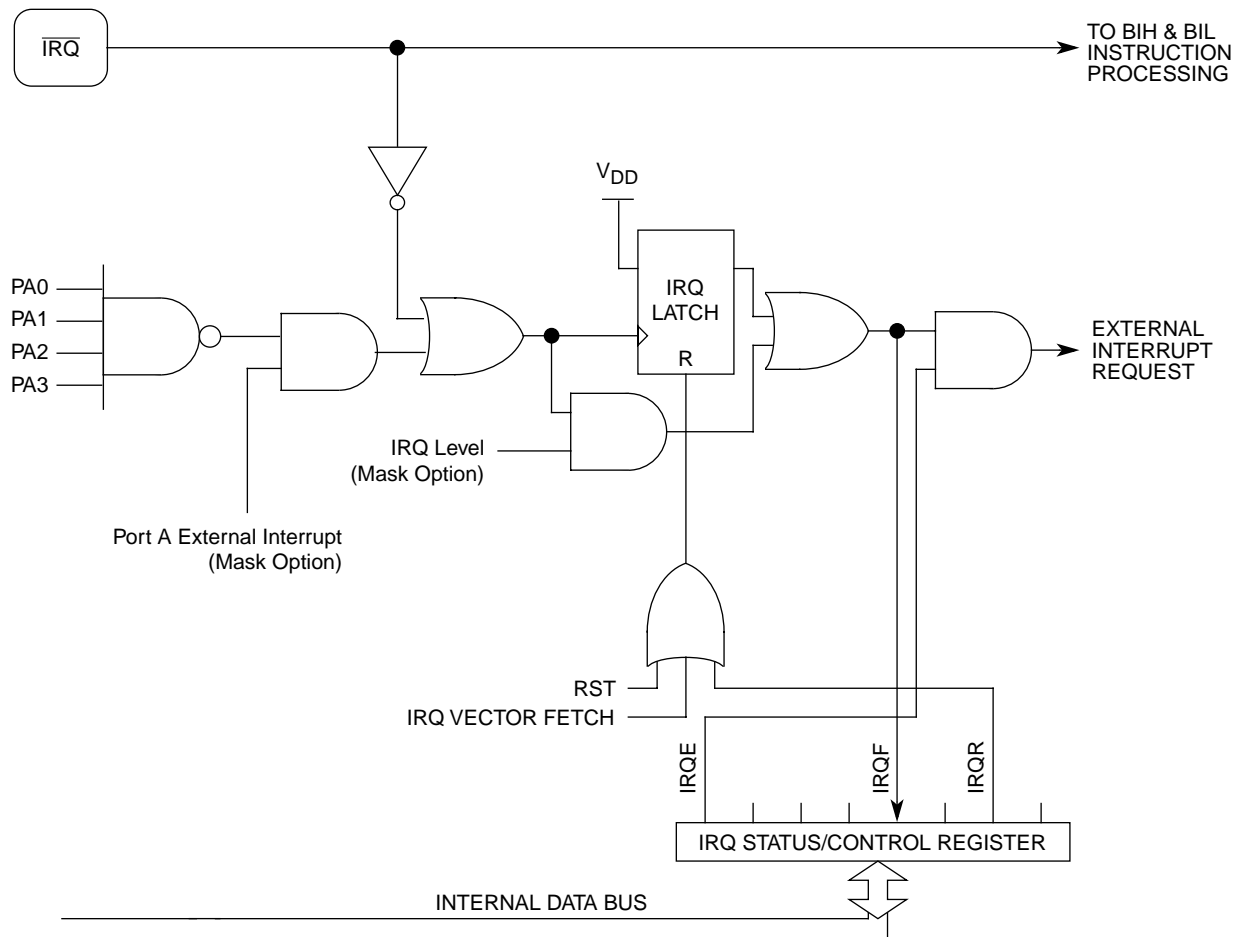 IRQ
TO BIH & BIL
INSTRUCTION
PROCESSING
VDD
PA0
PA1
PA2
PA3
IRQ
LATCH
R
EXTERNAL
INTERRUPT
REQUEST
IRQ Level
(Mask Option)
Port A External Interrupt
(Mask Option)
RST
IRQ VECTOR FETCH
IRQE
IRQF
IRQR
IRQ STATUS/CONTROL REGISTER
INTERNAL DATA BUS